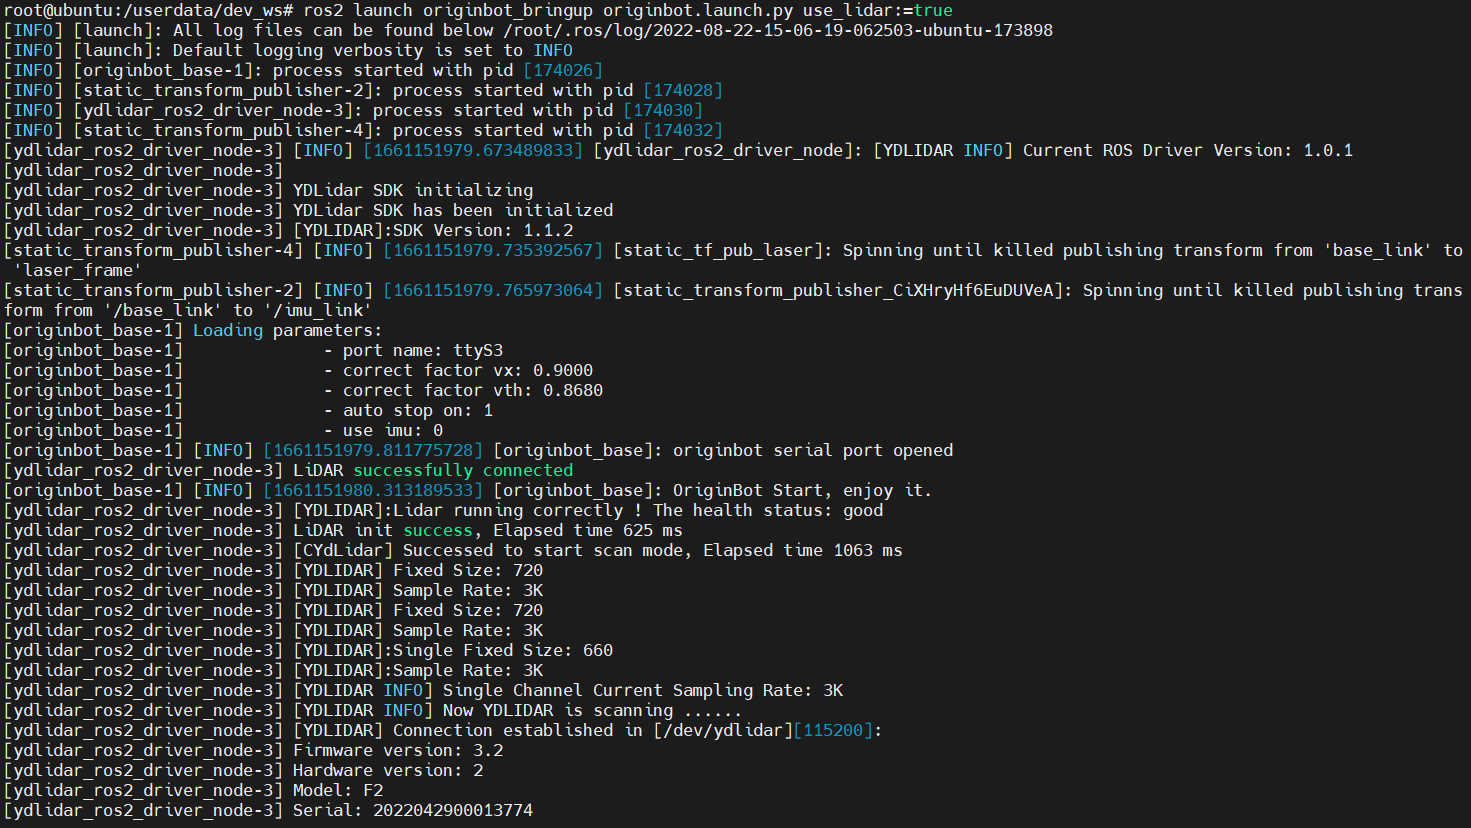 root@ubuntu:/userdata/dev_ws# ros2 launch originbot_bringup originbot.launch.py use_lidar:=true
[INFO] [launch]: All log files can be found below /root/.ros/log/2022-08-22-15-06-19-062503-ubuntu-173898
[INFO] [launch]: Default logging verbosity is set to INFO
[INFO] [originbot_base-1]: process started with pid [174026]
[INFO] [static_transform_publisher-2]: process started with pid [174028]
[INFO] [ydlidar_ros2_driver_node-3]: process started with pid [174030]
[INFO] [static_transform_publisher-4]: process started with pid [174032]
[ydlidar_ros2_driver_node-3] [INFO] [1661151979.673489833] [ydlidar_ros2_driver_node]: [YDLIDAR INFO] Current ROS Driver Version: 1.0.1
[ydlidar_ros2_driver_node-3]
[ydlidar_ros2_driver_node-3] YDLidar SDK initializing
[ydlidar_ros2_driver_node-3] YDLidar SDK has been initialized
[ydlidar_ros2_driver_node-3] [YDLIDAR]:SDK Version: 1.1.2
[static_transform_publisher-4] [INFO] [1661151979.735392567] [static_tf_pub_laser]: Spinning until killed publishing transform from 'base_link' to
 'laser_frame'
[static_transform_publisher-2] [INFO] [1661151979.765973064] [static_transform_publisher_CiXHryHf6EuDUVeA]: Spinning until killed publishing trans
form from '/base_link' to '/imu_link'
[originbot_base-1] Loading parameters:
[originbot_base-1]              - port name: ttyS3
[originbot_base-1]              - correct factor vx: 0.9000
[originbot_base-1]              - correct factor vth: 0.8680
[originbot_base-1]              - auto stop on: 1
[originbot_base-1]              - use imu: 0
[originbot_base-1] [INFO] [1661151979.811775728] [originbot_base]: originbot serial port opened
[ydlidar_ros2_driver_node-3] LiDAR successfully connected
[originbot_base-1] [INFO] [1661151980.313189533] [originbot_base]: OriginBot Start, enjoy it.
[ydlidar_ros2_driver_node-3] [YDLIDAR]:Lidar running correctly ! The health status: good
[ydlidar_ros2_driver_node-3] LiDAR init success, Elapsed time 625 ms
[ydlidar_ros2_driver_node-3] [CYdLidar] Successed to start scan mode, Elapsed time 1063 ms
[ydlidar_ros2_driver_node-3] [YDLIDAR] Fixed Size: 720
[ydlidar_ros2_driver_node-3] [YDLIDAR] Sample Rate: 3K
[ydlidar_ros2_driver_node-3] [YDLIDAR] Fixed Size: 720
[ydlidar_ros2_driver_node-3] [YDLIDAR] Sample Rate: 3K
[ydlidar_ros2_driver_node-3] [YDLIDAR]:Single Fixed Size: 660
[ydlidar_ros2_driver_node-3] [YDLIDAR]:Sample Rate: 3K
[ydlidar_ros2_driver_node-3] [YDLIDAR INFO] Single Channel Current Sampling Rate: 3K
[ydlidar_ros2_driver_node-3] [YDLIDAR INFO] Now YDLIDAR is scanning ......
[ydlidar_ros2_driver_node-3] [YDLIDAR] Connection established in [/dev/ydlidar][115200]:
[ydlidar_ros2_driver_node-3] Firmware version: 3.2
[ydlidar_ros2_driver_node-3] Hardware version: 2
[ydlidar_ros2_driver_node-3] Model: F2
[ydlidar_ros2_driver_node-3] Serial: 2022042900013774